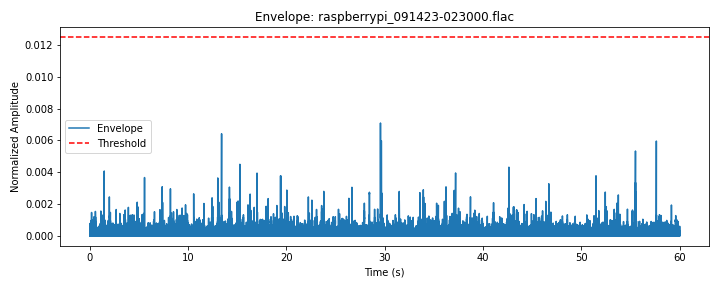 Envelope: raspberrypi_091423-023000.flac
Normalized Amplitude
0.012
0.010
0.008
0.006
0.004
0.002
0.000
Envelope
Threshold
0 10 20 30 40 50 60
Time (s)